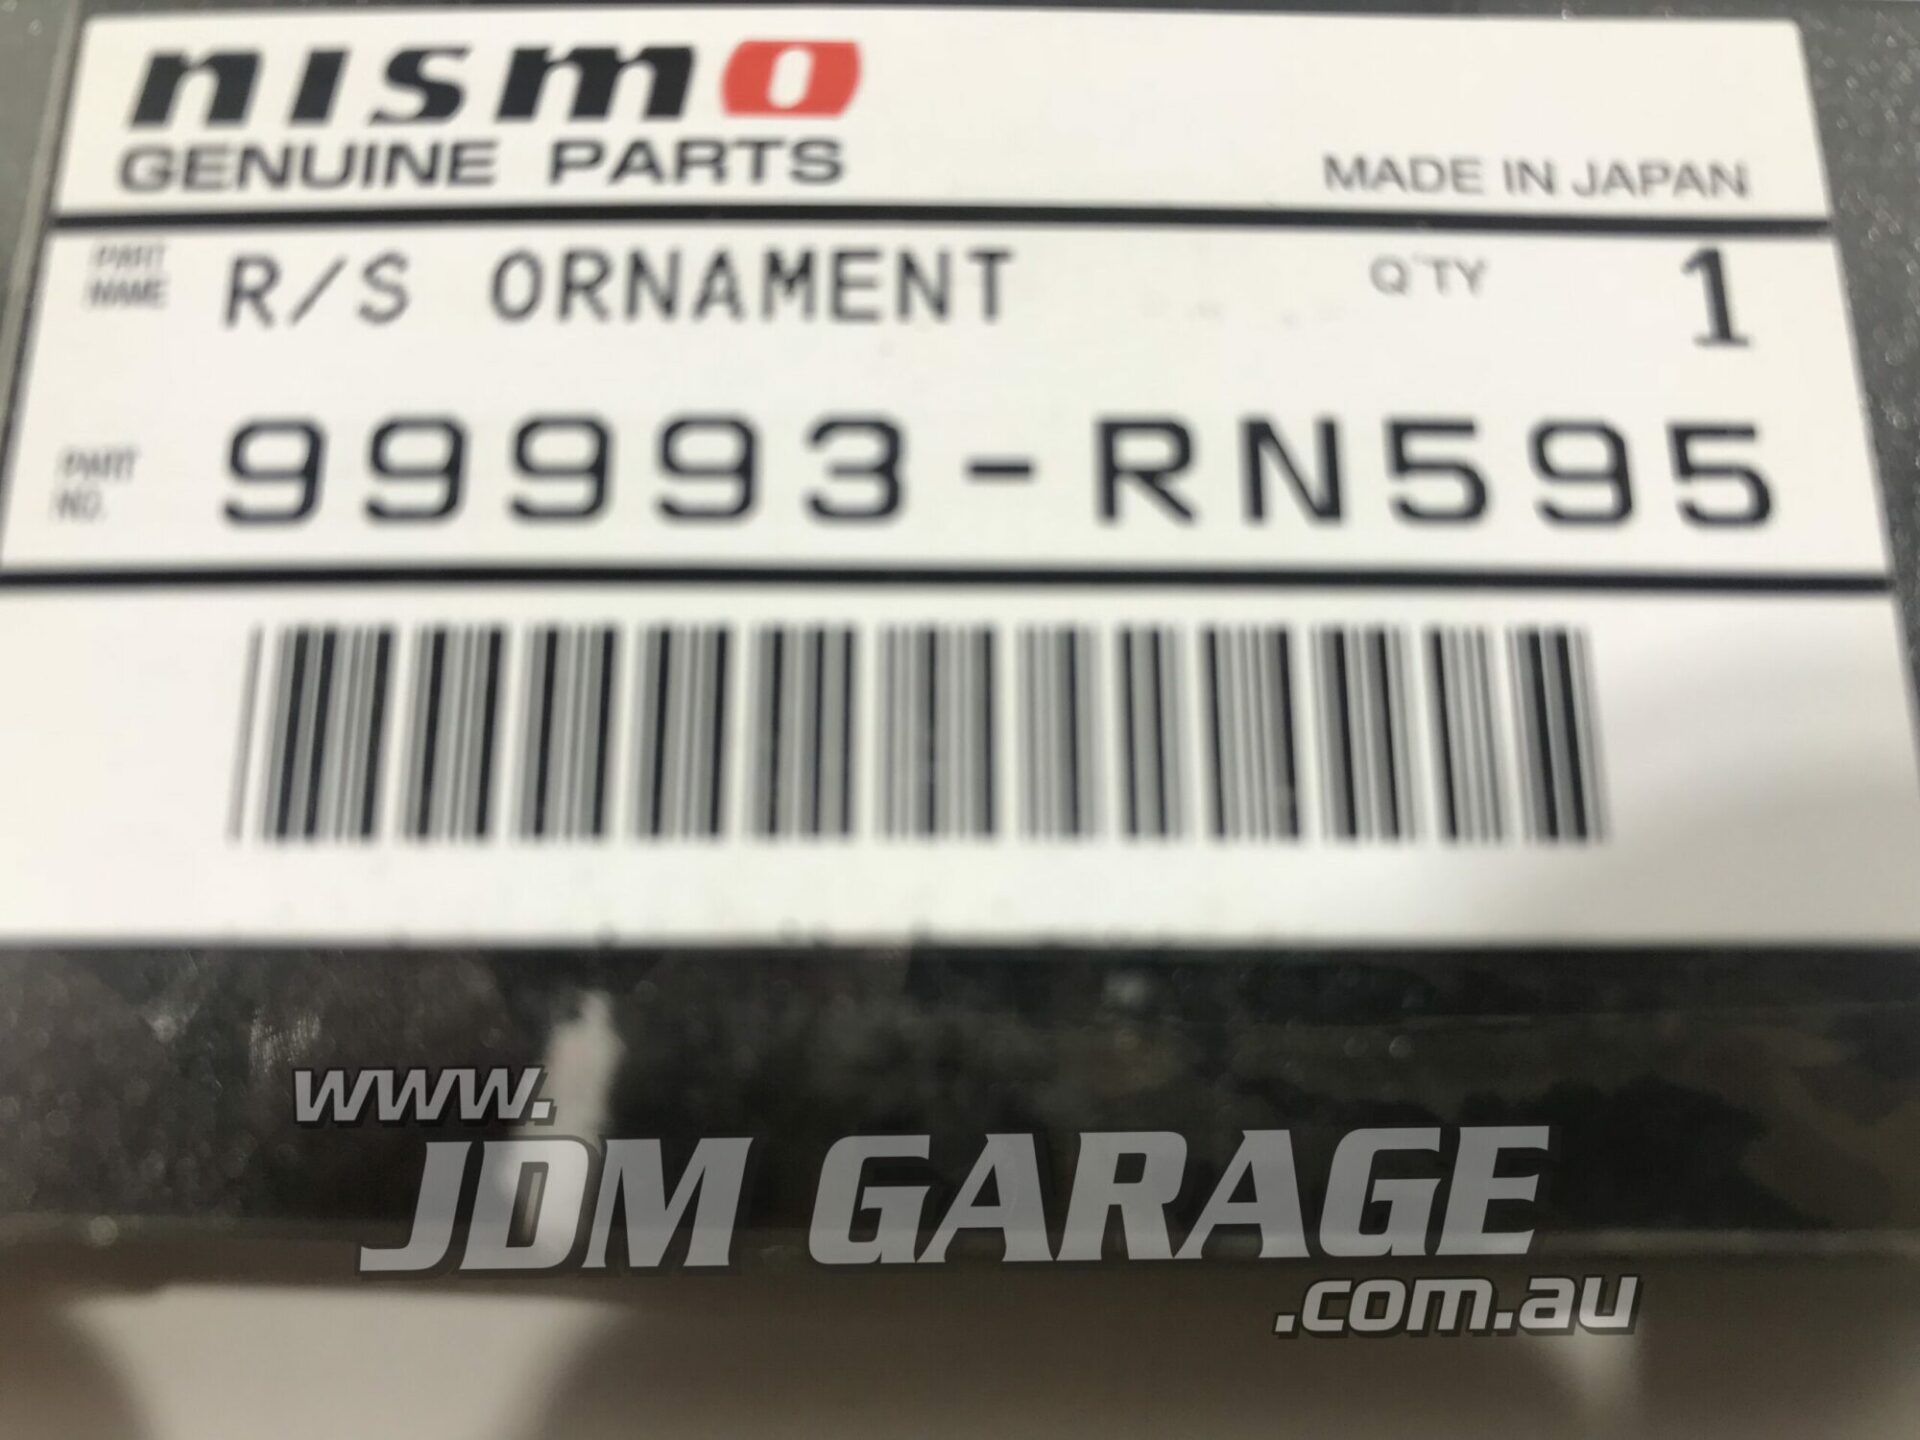 nismo
GENUINE PARTS
MADE IN JAPAN
PART NAME R/S ORNAMENT Q'TY 1
PART NO. 99993-RN595
www.
JDM GARAGE
.com.au